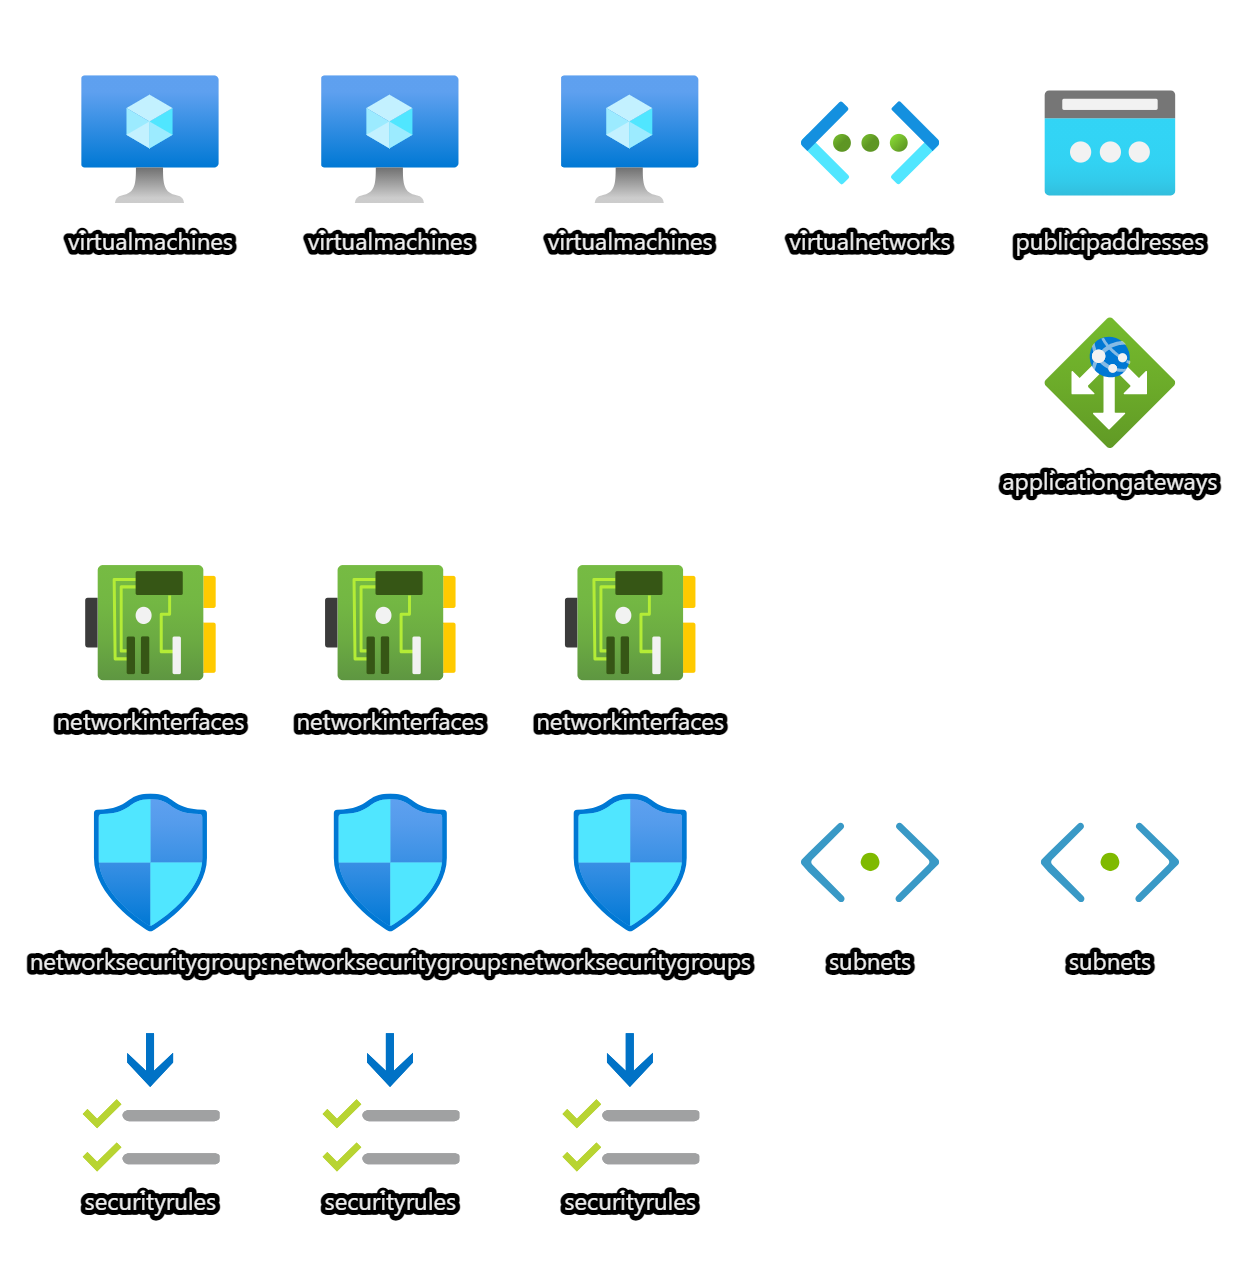 virtualmachines
virtualmachines
virtualmachines
virtualnetworks
publicipaddresses
applicationgateways
networkinterfaces
networkinterfaces
networkinterfaces
networksecuritygroups
networksecuritygroups
networksecuritygroups
subnets
subnets
securityrules
securityrules
securityrules